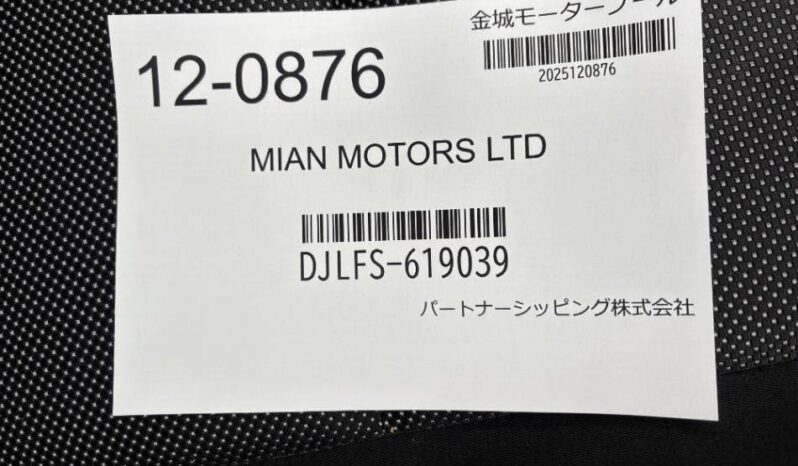 金城モータープール
12-0876
2025120876
MIAN MOTORS LTD
DJLFS-619039
パートナーシッピング株式会社